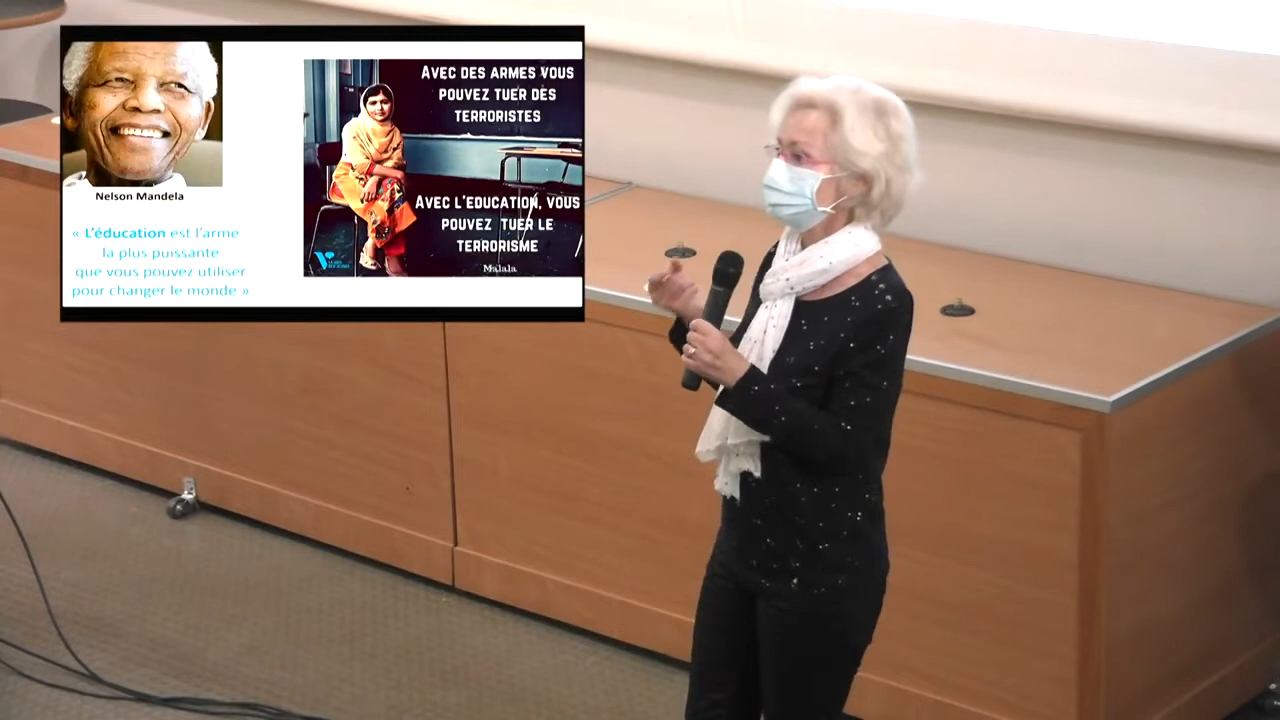 Nelson Mandela
« L'éducation est l'arme
la plus puissante
que vous pouvez utiliser
pour changer le monde »
AVEC DES ARMES VOUS
POUVEZ TUER DES
TERRORISTES
AVEC L'EDUCATION, VOUS
POUVEZ TUER LE
TERRORISME
Malala